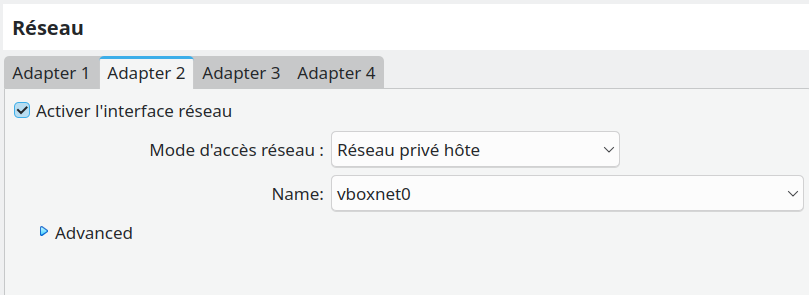 Réseau
Adapter 1 Adapter 2 Adapter 3 Adapter 4
Activer l'interface réseau
Mode d'accès réseau : Réseau privé hôte
Name: vboxnet0
Advanced